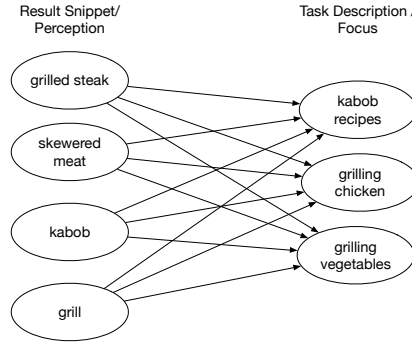 Result Snippet/
Perception
Task Description /
Focus
grilled steak
skewered
meat
kabob
grill
kabob
recipes
grilling
chicken
grilling
vegetables